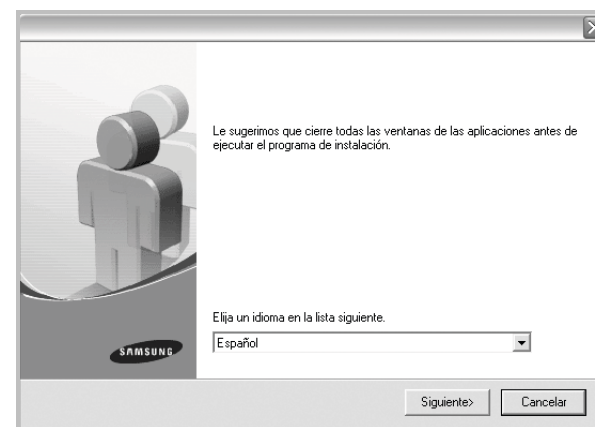 Le sugerimos que cierre todas las ventanas de las aplicaciones antes de
ejecutar el programa de instalación.
Elija un idioma en la lista siguiente.
Español
SAMSUNG
Siguiente>
Cancelar